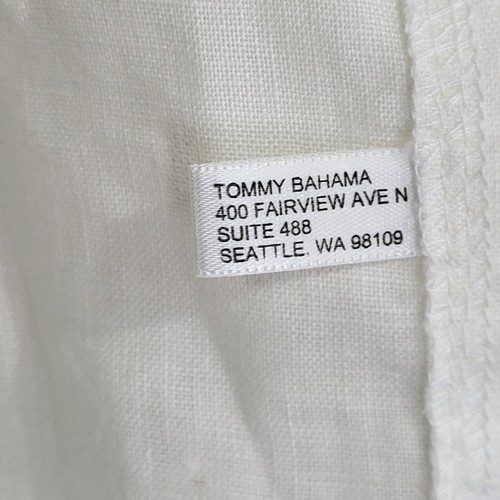 TOMMY BAHAMA
400 FAIRVIEW AVE N
SUITE 488
SEATTLE. WA 98109